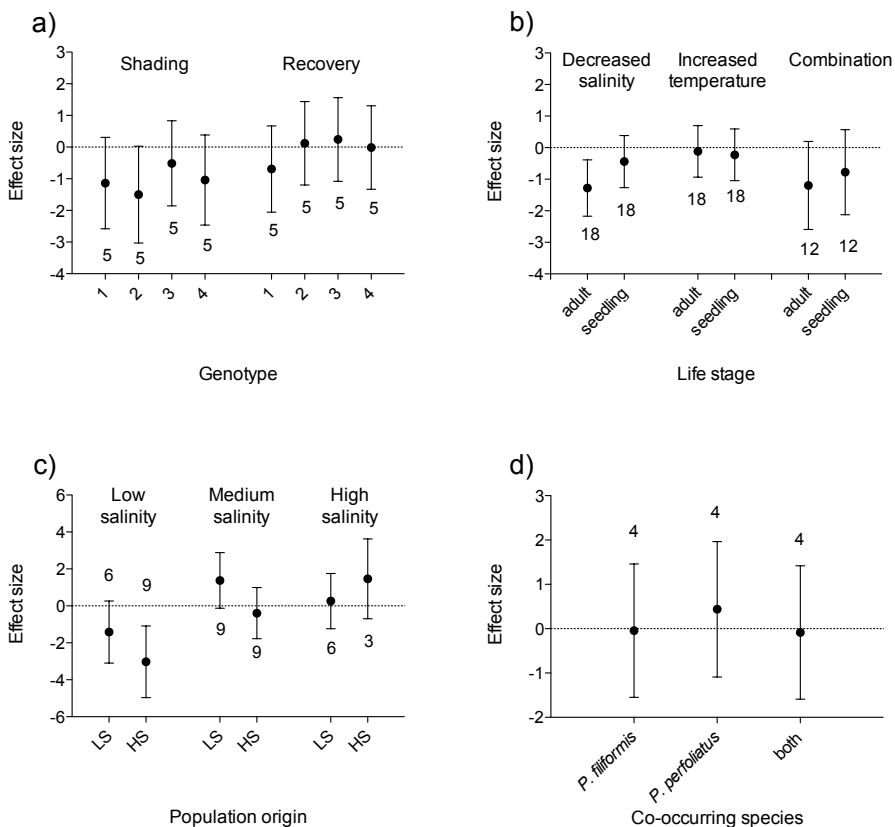 a)
Shading Recovery
3
2
1
0
-1
-2
-3
-4
Effect size
5 5 5 5 5 5 5 5
1 2 3 4 1 2 3 4
Genotype
b)
Decreased salinity
Increased temperature
Combination
3
2
1
0
-1
-2
-3
-4
Effect size
18 18 18 18 12 12
adult seedling adult seedling adult seedling
Life stage
c)
Low salinity
Medium salinity
High salinity
6
4
2
0
-2
-4
-6
Effect size
6 9 9 9 6 3
LS HS LS HS LS HS
Population origin
d)
3
2
1
0
-1
-2
Effect size
4 4 4
P. filiformis P. perfoliatus both
Co-occurring species